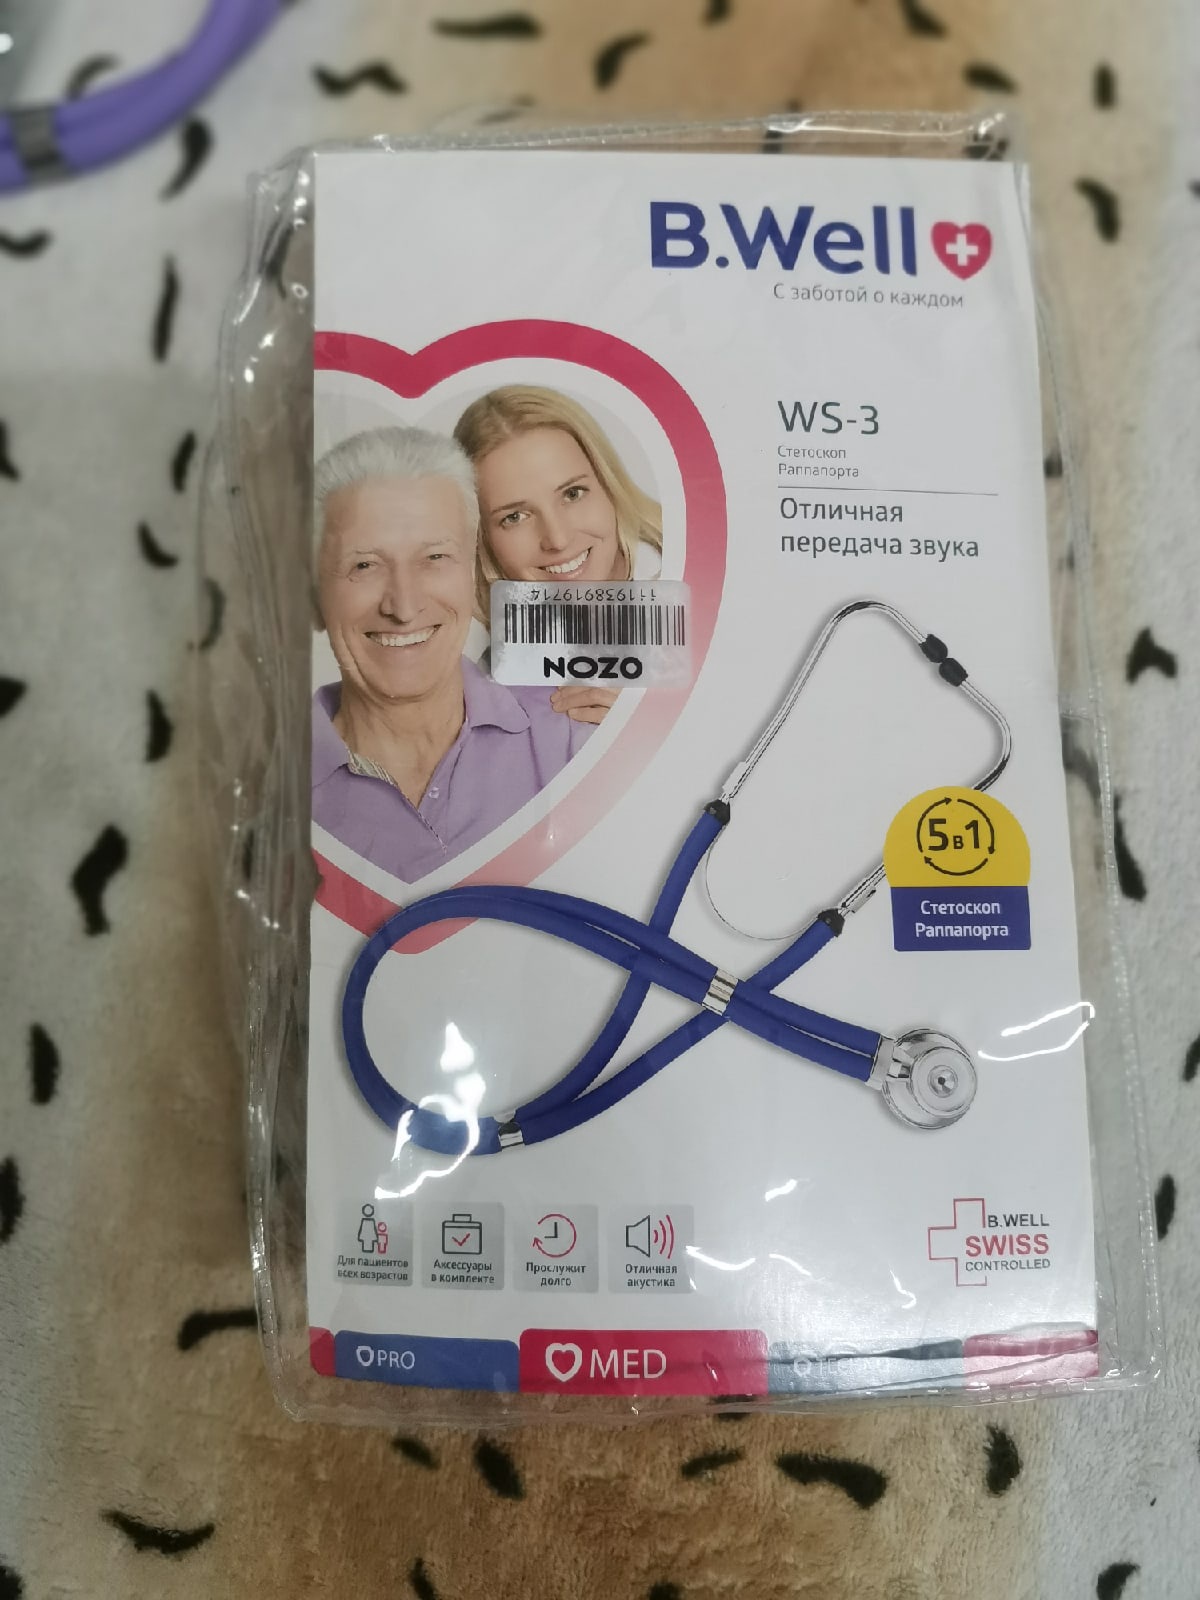 B.Well
С заботой о каждом
WS-3
Стетоскоп
Раппапорта
Отличная
передача звука
OZON
5в1
Стетоскоп
Раппапорта
Для пациентов
всех возрастов
Аксессуары
в комплекте
Прослужит
долго
Отличная
акустика
B.WELL
SWISS
CONTROLLED
PRO
MED